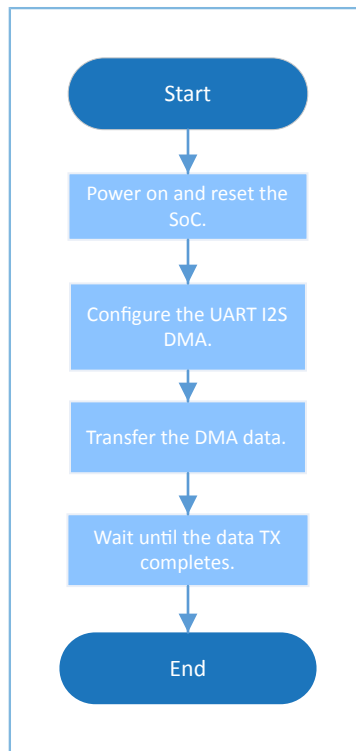 Start
Power on and reset the
SoC.
Configure the UART I2S
DMA.
Transfer the DMA data.
Wait until the data TX
completes.
End